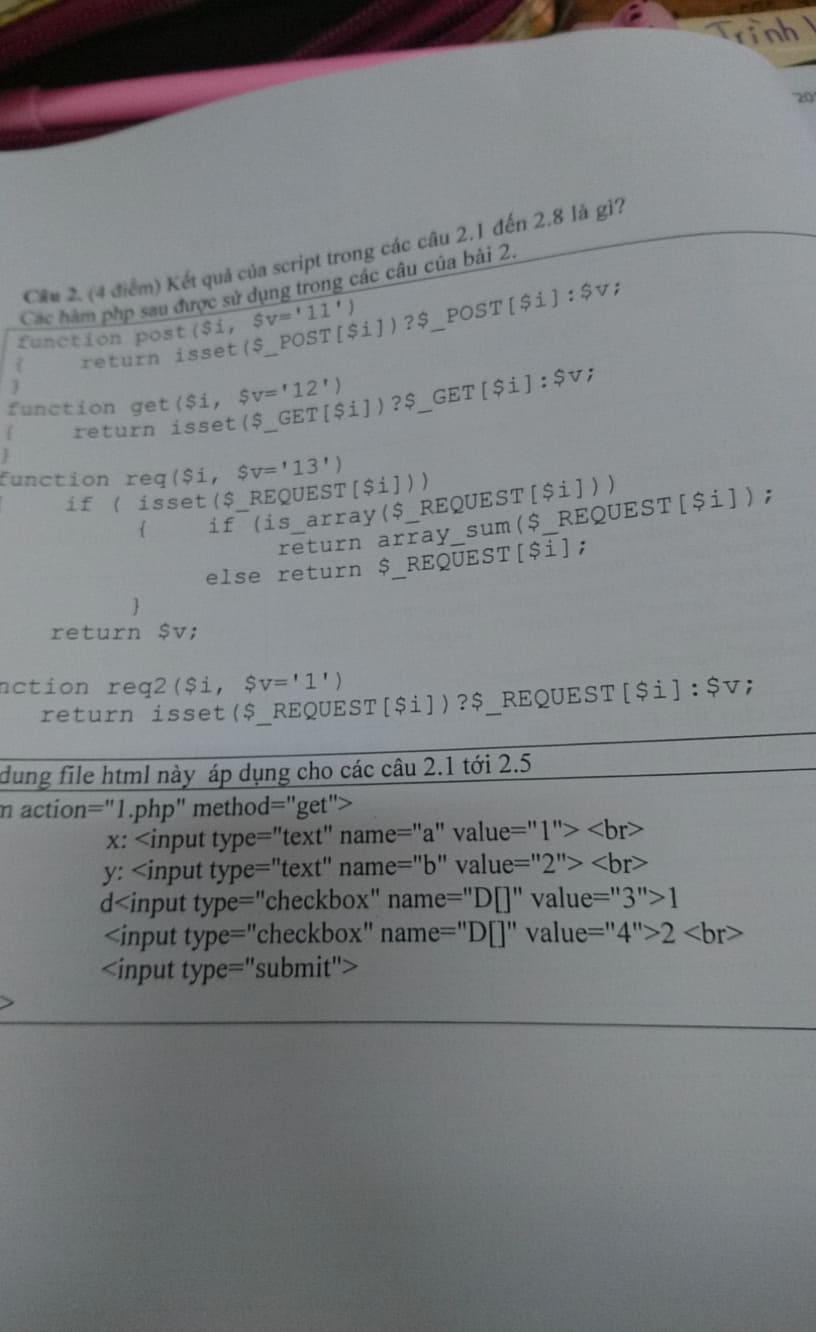 Trình
20
Câu 2. (4 điểm) Kết quả của script trong các câu 2.1 đến 2.8 là gì?
Các hàm php sau được sử dụng trong các câu của bài 2.
function post($i, $v='11')
{ return isset($_POST[$i])?$_POST[$i]:$v;
}
function get($i, $v='12')
{ return isset($_GET[$i])?$_GET[$i]:$v;
}
function req($i, $v='13')
if ( isset($_REQUEST[$i]))
{ if (is_array($_REQUEST[$i]))
return array_sum($_REQUEST[$i]);
else return $_REQUEST[$i];
}
return $v;
nction req2($i, $v='1')
return isset($_REQUEST[$i])?$_REQUEST[$i]:$v;
dung file html này áp dụng cho các câu 2.1 tới 2.5
m action="1.php" method="get">
x: <input type="text" name="a" value="1"> <br>
y: <input type="text" name="b" value="2"> <br>
d<input type="checkbox" name="D[]" value="3">1
<input type="checkbox" name="D[]" value="4">2 <br>
<input type="submit">
>